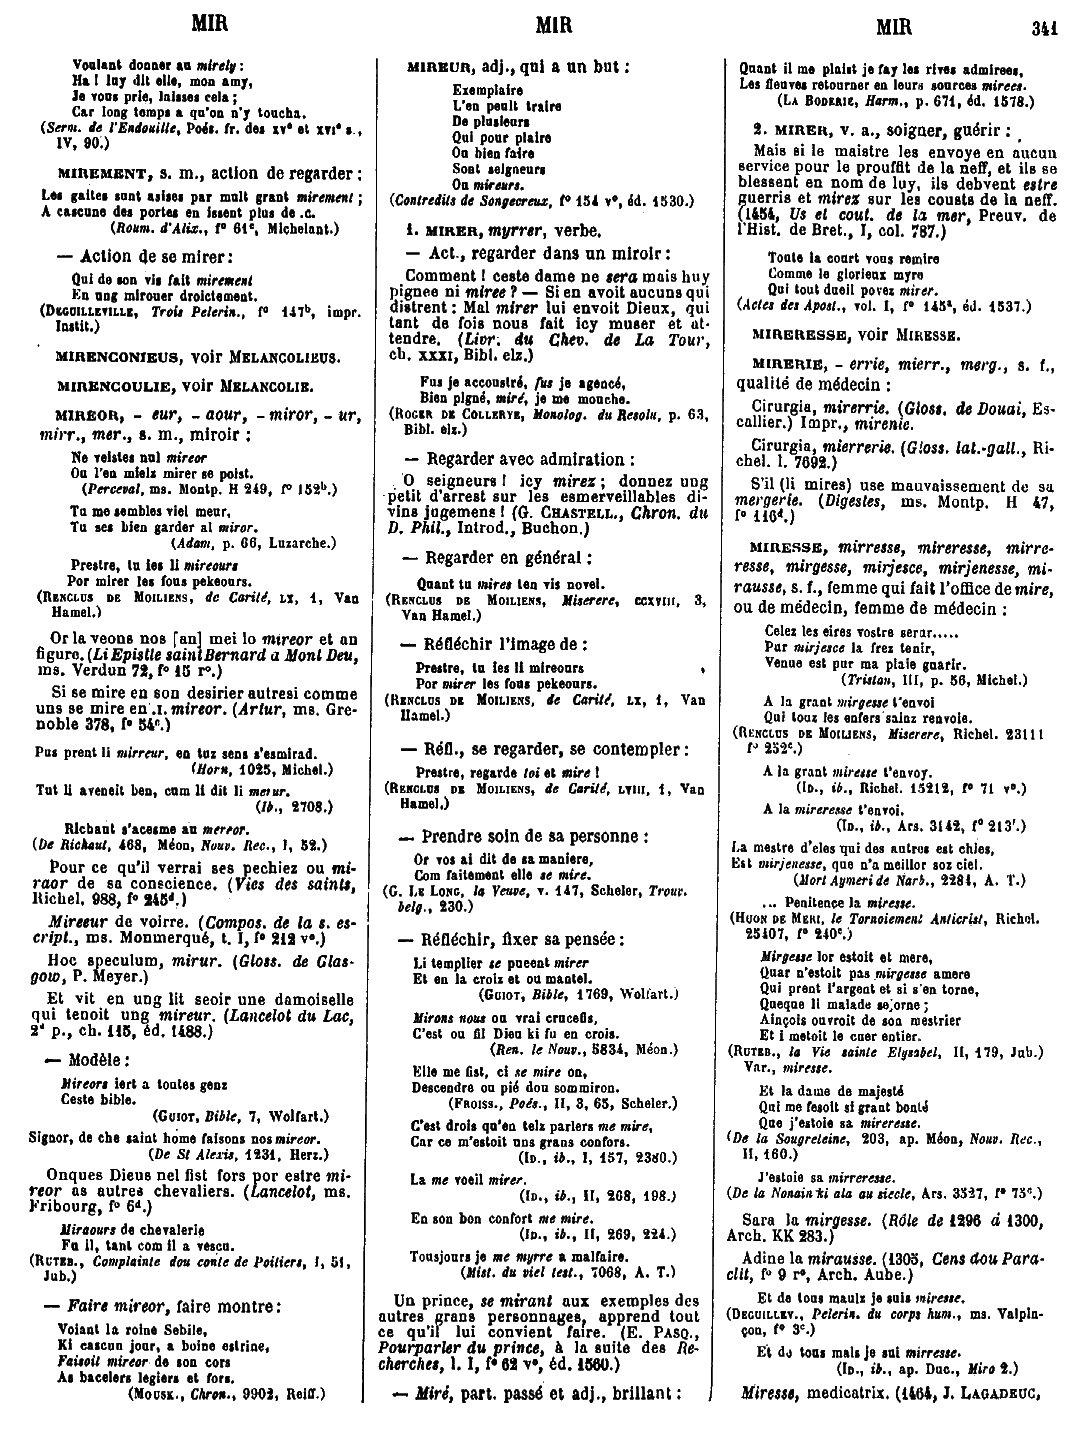 MIR MIR MIR 341
Voulant donner au mirely :
Ha ! luy dit elle, mon amy,
Je vous prie, laisses cela ;
Car long temps a qu'on n'y toucha.
(Serm. de l'Endouille, Poés. fr. des xvᵉ et xviᵉ s.,
IV, 90.)
MIREMENT, s. m., action de regarder :
Les gaites sunt asises par mult grant mirement ;
A cascune des portes en issent plus de .c.
(Roum. d'Alix., fº 61ᶜ, Michelant.)
— Action de se mirer :
Qui de son vis fait mirement
En ung mirouer droictement.
(Deguilleville, Trois Pelerin., fº 147ᵇ, impr.
Instit.)
MIRENCONIEUS, voir Melancolieus.
MIRENCOULIE, voir Melancolie.
MIREOR, - eur, - aour, - miror, - ur,
mirr., mer., s. m., miroir :
Ne veistes nul mireor
Ou l'en mielz mirer se poist.
(Perceval, ms. Montp. H 249, fº 152ᵇ.)
Tu me sembles viel meur,
Tu ses bien garder al miror.
(Adam, p. 66, Luzarche.)
Prestre, tu ies li mireours
Por mirer les fous pekeours.
(Renclus de Moiliens, de Carité, lx, 1, Van
Hamel.)
Or la veons nos [an] mei lo mireor et an
figure. (Li Epistle saint Bernard a Mont Deu,
ms. Verdun 72, fº 15 rº.)
Si se mire en son desirier autresi comme
uns se mire en .I. mireor. (Artur, ms. Gre-
noble 378, fº 54ᶜ.)
Pus prent li mirreur, en tuz sens s'esmirad.
(Horn, 1025, Michel.)
Tut li aveneit ben, cum li dit li meiur.
(Ib., 2708.)
Richaut s'acesme au merror.
(De Richaut, 468, Méon, Nouv. Rec., I, 52.)
Pour ce qu'il verrai ses pechiez ou mi-
raor de sa conscience. (Vies des saints,
Richel. 988, fº 245ᵈ.)
Mireeur de voirre. (Compos. de la s. es-
cript., ms. Monmerqué, t. I, fº 212 vº.)
Hoc speculum, mirur. (Gloss. de Glas-
gow, P. Meyer.)
Et vit en ung lit seoir une damoiselle
qui tenoit ung mireur. (Lancelot du Lac,
2ᵉ p., ch. 115, éd. 1488.)
— Modèle :
Mireors iert a toutes genz
Ceste bible.
(Guiot, Bible, 7, Wolfart.)
Signor, de che saint home faisons nos mireor.
(De St Alexis, 1231, Herz.)
Onques Dieus nel fist fors por estre mi-
reor as autres chevaliers. (Lancelot, ms.
Fribourg, fº 6ᵈ.)
Miraours de chevalerie
Fu il, tant com il a vescu.
(Ruteb., Complainte dou conte de Poitiers, I, 51,
Jub.)
— Faire mireor, faire montre :
Voiant la roine Sebile,
Ki cascun jour, a boine estrine,
Faisoit mireor de son cors
As bacelers legiers et fors.
(Mousk., Chron., 9902, Reiff.)
MIREUR, adj., qui a un but :
Exemplaire
L'en peult traire
De plusieurs
Qui pour plaire
Ou bien faire
Sont seigneurs
Ou mireurs.
(Contredits de Songecreux, fº 154 vº, éd. 1530.)
1. MIRER, myrrer, verbe.
— Act., regarder dans un miroir :
Comment ! ceste dame ne sera mais huy
pignee ni miree ? — Si en avoit aucuns qui
distrent : Mal mirer lui envoit Dieux, qui
tant de fois nous fait icy muser et at-
tendre. (Livr. du Chev. de La Tour,
ch. xxxi, Bibl. elz.)
Fus je accoustré, fus je agencé,
Bien pigné, miré, je me mouche.
(Roger de Collerye, Monolog. du Resolu, p. 63,
Bibl. elz.)
— Regarder avec admiration :
O seigneurs ! icy mirez ; donnez ung
petit d'arrest sur les esmerveillables di-
vins jugemens ! (G. Chastell., Chron. du
D. Phil., Introd., Buchon.)
— Regarder en général :
Quant tu mires ten vis novel.
(Renclus de Moiliens, Miserere, ccxviii, 3,
Van Hamel.)
— Réfléchir l'image de :
Prestre, tu ies li mireours
Por mirer les fous pekeours.
(Renclus de Moiliens, de Carité, lx, 1, Van
Hamel.)
— Réfl., se regarder, se contempler :
Prestre, regarde toi et mire !
(Renclus de Moiliens, de Carité, lviii, 1, Van
Hamel.)
— Prendre soin de sa personne :
Or vos ai dit de sa maniere,
Com faitement elle se mire.
(G. Le Long, la Veuve, v. 147, Scheler, Trouv.
belg., 230.)
— Réfléchir, fixer sa pensée :
Li templier se pueent mirer
Et en la croiz et ou mantel.
(Guiot, Bible, 1769, Wolfart.)
Mirons nous ou vrai crucefis,
C'est ou fil Dieu ki fu en crois.
(Ren. le Nouv., 5834, Méon.)
Elle me fist, ci se mire on,
Descendre ou pié dou sommiron.
(Froiss., Poés., II, 3, 65, Scheler.)
C'est drois qu'en telz parlers me mire,
Car ce m'estoit uns grans confors.
(Id., ib., I, 157, 2380.)
La me voeil mirer.
(Id., ib., II, 268, 198.)
En son bon confort me mire.
(Id., ib., II, 269, 224.)
Tousjours je me myrre a malfaire.
(Mist. du viel test., 7068, A. T.)
Un prince, se mirant aux exemples des
autres grans personnages, apprend tout
ce qu'il lui convient faire. (E. Pasq.,
Pourparler du prince, à la suite des Re-
cherches, l. I, fº 62 vº, éd. 1560.)
— Miré, part. passé et adj., brillant :
Quant il me plaist je fay les rives admirees,
Les fleuves retourner en leurs sources mirees.
(La Boderie, Harm., p. 671, éd. 1578.)
2. MIRER, v. a., soigner, guérir :
Mais si le maistre les envoye en aucun
service pour le prouffit de la neff, et ils se
blessent en nom de luy, ils debvent estre
guerris et mirez sur les cousts de la neff.
(1454, Us et cout. de la mer, Preuv. de
l'Hist. de Bret., I, col. 787.)
Toute la court vous remire
Comme le glorieux myre
Qui tout dueil povez mirer.
(Actes des Apost., vol. I, fº 145ᵃ, éd. 1537.)
MIRERESSE, voir Miresse.
MIRERIE, - errie, mierr., merg., s. f.,
qualité de médecin :
Cirurgia, mirerrie. (Gloss. de Douai, Es-
callier.) Impr., mirenie.
Cirurgia, mierrerie. (Gloss. lat.-gall., Ri-
chel. l. 7692.)
S'il (li mires) use mauvaissement de sa
mergerie. (Digestes, ms. Montp. H 47,
fº 116ᵈ.)
MIRESSE, mirresse, mireresse, mirre-
resse, mirgesse, mirjesce, mirjenesse, mi-
rausse, s. f., femme qui fait l'office de mire,
ou de médecin, femme de médecin :
Celez les eires vostre serur.....
Pur mirjesce la frez tenir,
Venue est pur ma plaie guarir.
(Tristan, III, p. 56, Michel.)
A la grant mirgesse t'envoi
Qui touz les enfers sainz renvoie.
(Renclus de Moiliens, Miserere, Richel. 23111
fº 252ᶜ.)
A la grant miresse t'envoy.
(Id., ib., Richel. 15212, fº 71 vº.)
A la mireresse t'envoi.
(Id., ib., Ars. 3142, fº 213ᶠ.)
La mestre d'eles qui des autres est chies,
Est mirjenesse, que n'a meillor soz ciel.
(Mort Aymeri de Narb., 2284, A. T.)
... Penitence la miresse.
(Huon de Meri, le Tornoiement Anticrist, Richel.
25407, fº 240ᶜ.)
Mirgesse lor estoit et mere,
Quar n'estoit pas mirgesse amere
Qui prent l'argent et si s'en torne,
Queque li malade sejorne ;
Ainçois ouvroit de son mestrier
Et i metoit le cuer entier.
(Ruteb., la Vie sainte Elysabel, II, 179, Jub.)
Var., miresse.
Et la dame de majesté
Qui me fesoit si grant bonté
Que j'estoie sa mireresse.
(De la Sougreteine, 203, ap. Méon, Nouv. Rec.,
II, 160.)
J'estoie sa mirreresse.
(De la Nonain ki ala au siecle, Ars. 3527, fº 73ᶜ.)
Sara la mirgesse. (Rôle de 1296 à 1300,
Arch. KK 283.)
Adine la mirausse. (1305, Cens dou Para-
clit, fº 9 rº, Arch. Aube.)
Et de tous maulx je suis miresse.
(Deguillev., Pelerin. du corps hum., ms. Valpin-
çon, fº 3ᶜ.)
Et de tous mals je sui mirresse.
(Id., ib., ap. Duc., Miro 2.)
Miresse, medicatrix. (1464, J. Lagadeuc,